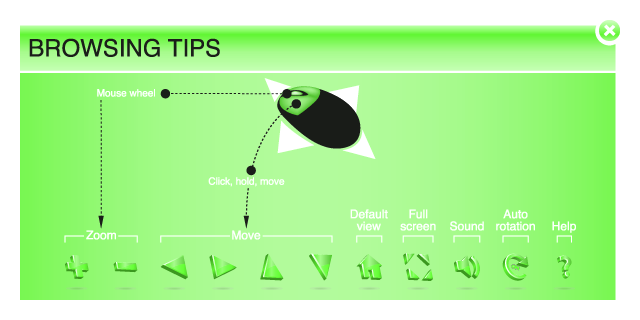 BROWSING TIPS
Mouse wheel
Click, hold, move
Zoom
Move
Default
view
Full
screen
Sound
Auto
rotation
Help
?